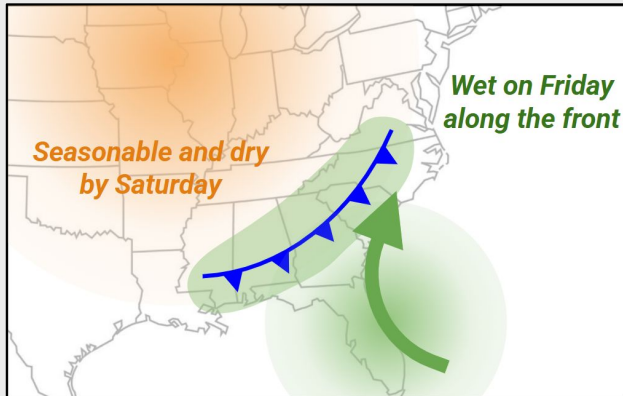 Wet on Friday
along the front
Seasonable and dry
by Saturday